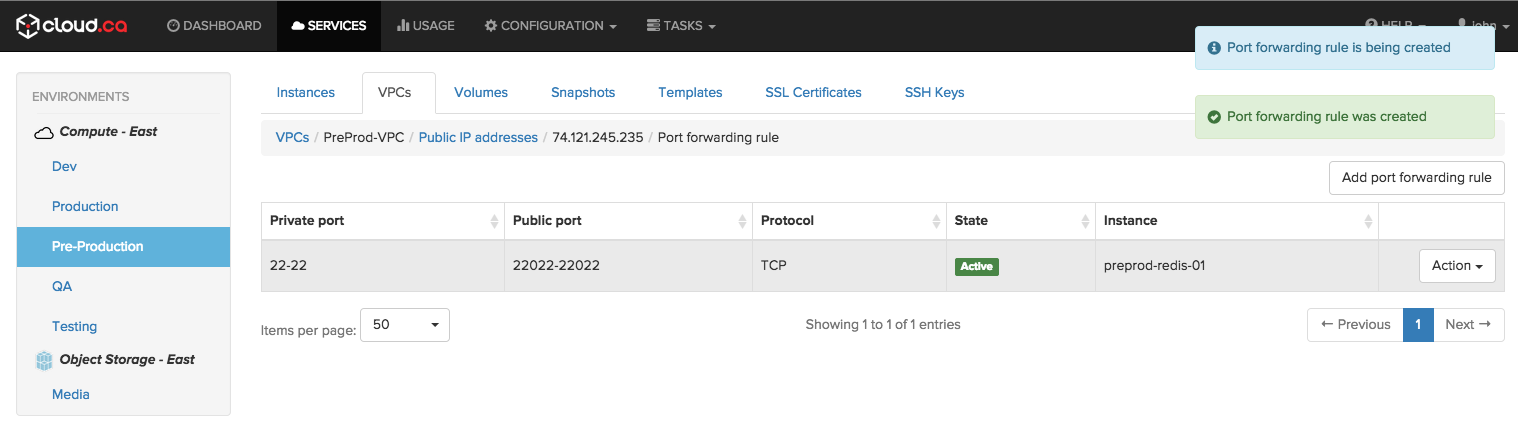 cloud.ca DASHBOARD SERVICES USAGE CONFIGURATION TASKS HELP john
Port forwarding rule is being created
Port forwarding rule was created
ENVIRONMENTS
Compute - East
Dev
Production
Pre-Production
QA
Testing
Object Storage - East
Media
Instances VPCs Volumes Snapshots Templates SSL Certificates SSH Keys
VPCs / PreProd-VPC / Public IP addresses / 74.121.245.235 / Port forwarding rule
Add port forwarding rule
Private port Public port Protocol State Instance
22-22 22022-22022 TCP Active preprod-redis-01 Action
Items per page: 50 Showing 1 to 1 of 1 entries ← Previous 1 Next →